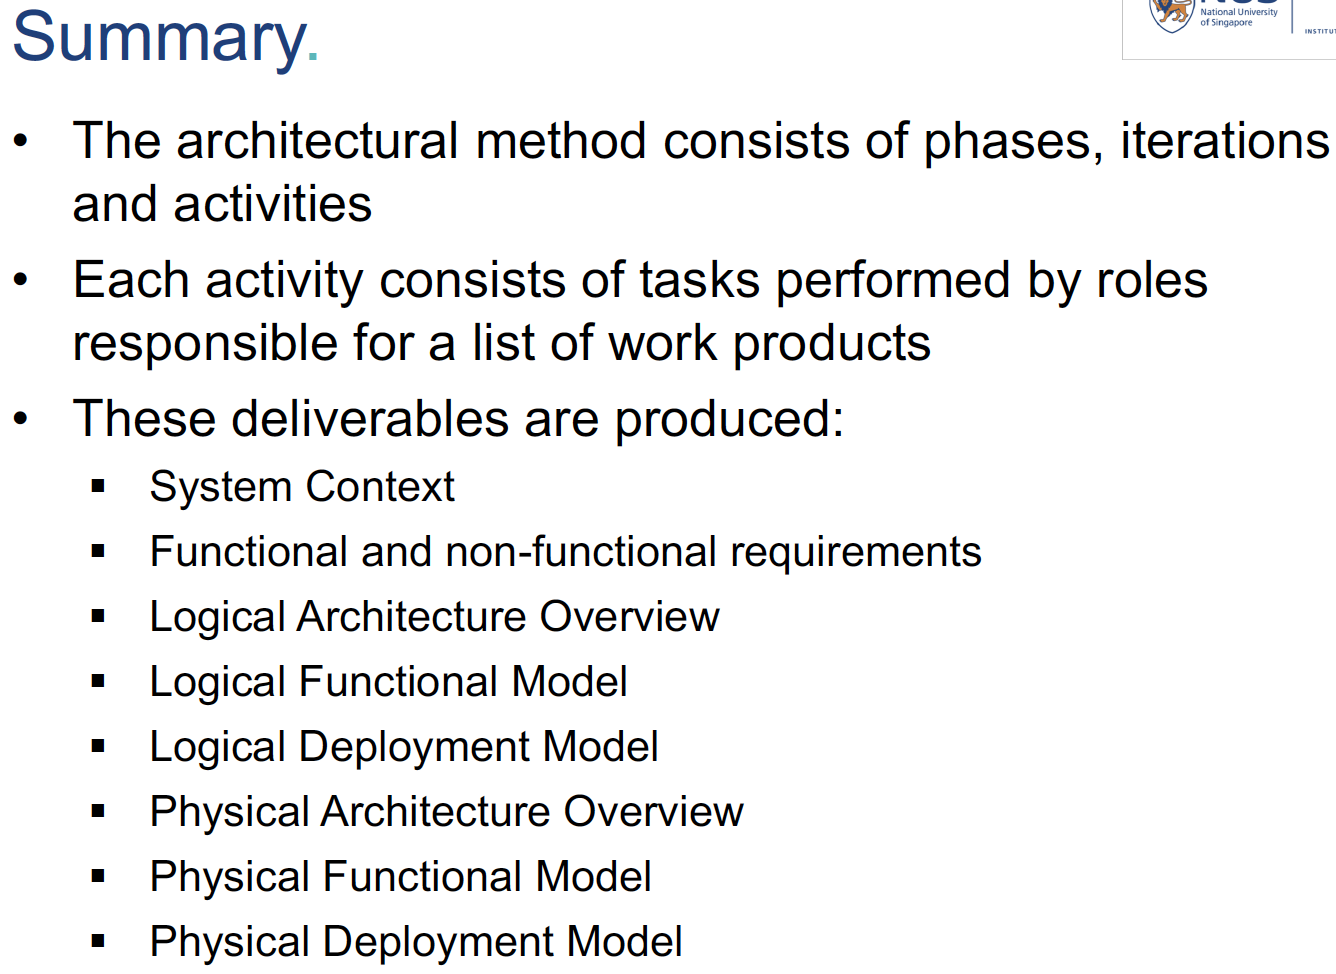 Summary.
National University
of Singapore
• The architectural method consists of phases, iterations
and activities
• Each activity consists of tasks performed by roles
responsible for a list of work products
• These deliverables are produced:
▪ System Context
▪ Functional and non-functional requirements
▪ Logical Architecture Overview
▪ Logical Functional Model
▪ Logical Deployment Model
▪ Physical Architecture Overview
▪ Physical Functional Model
▪ Physical Deployment Model